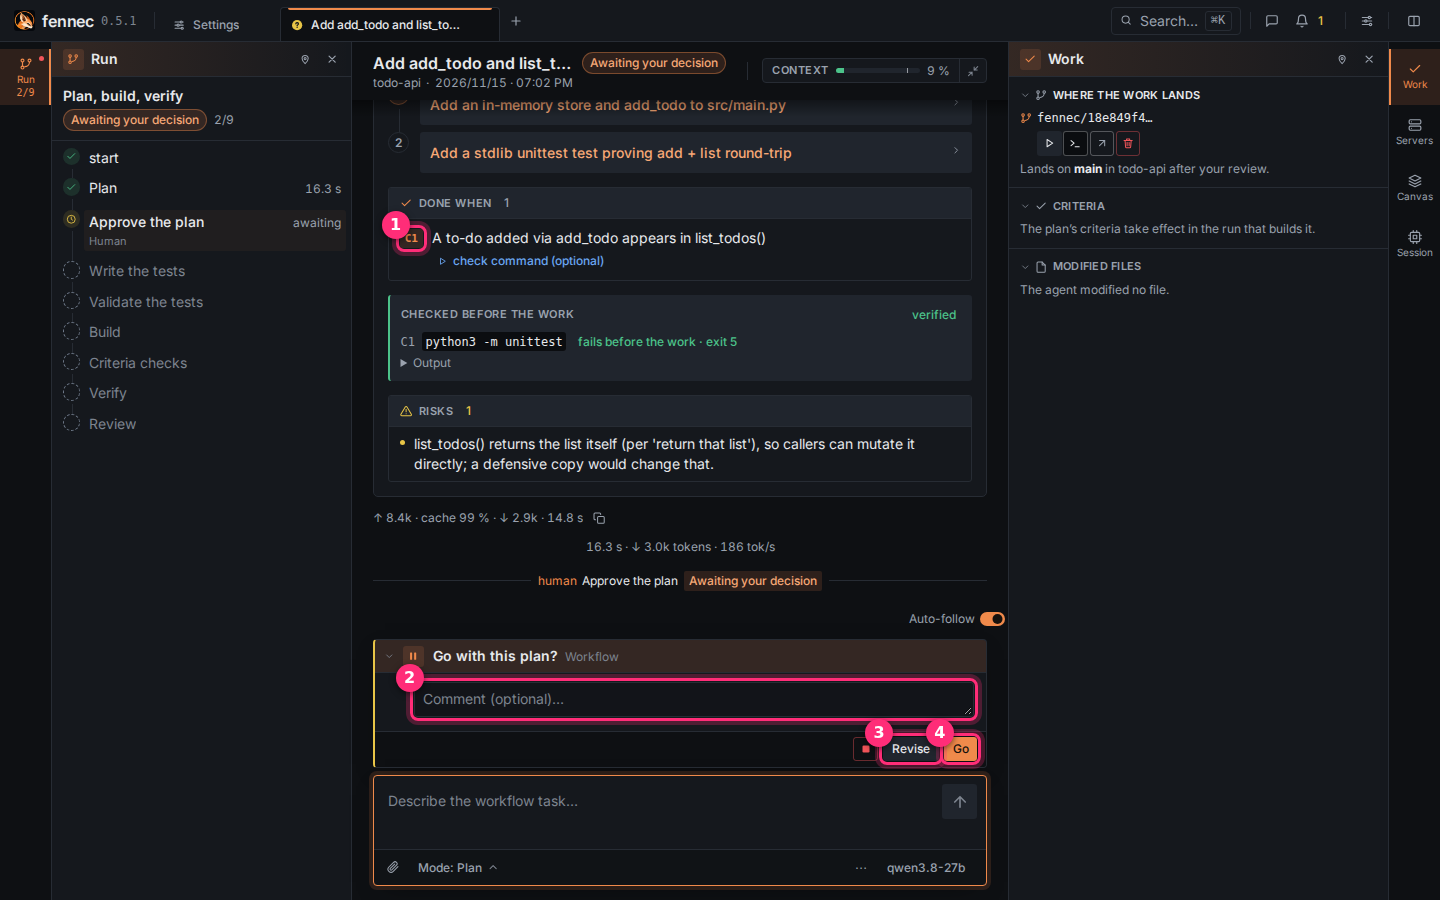 fennec 0.5.1
Settings
Add add_todo and list_to...
Search...
⌘K
1
Run
2/9
Run
Plan, build, verify
Awaiting your decision
2/9
start
Plan
16.3 s
Approve the plan
awaiting
Human
Write the tests
Validate the tests
Build
Criteria checks
Verify
Review
Add add_todo and list_t...
Awaiting your decision
todo-api · 2026/11/15 · 07:02 PM
CONTEXT
9 %
Add an in-memory store and add_todo to src/main.py
2
Add a stdlib unittest test proving add + list round-trip
DONE WHEN 1
1
C1
A to-do added via add_todo appears in list_todos()
check command (optional)
CHECKED BEFORE THE WORK
verified
C1 python3 -m unittest fails before the work · exit 5
Output
RISKS 1
list_todos() returns the list itself (per 'return that list'), so callers can mutate it
directly; a defensive copy would change that.
↑ 8.4k · cache 99 % · ↓ 2.9k · 14.8 s
16.3 s · ↓ 3.0k tokens · 186 tok/s
human Approve the plan Awaiting your decision
Auto-follow
Go with this plan? Workflow
2
Comment (optional)...
3
4
Revise
Go
Describe the workflow task...
Mode: Plan
...
qwen3.8-27b
Work
WHERE THE WORK LANDS
fennec/18e849f4…
Lands on main in todo-api after your review.
CRITERIA
The plan's criteria take effect in the run that builds it.
MODIFIED FILES
The agent modified no file.
Work
Servers
Canvas
Session